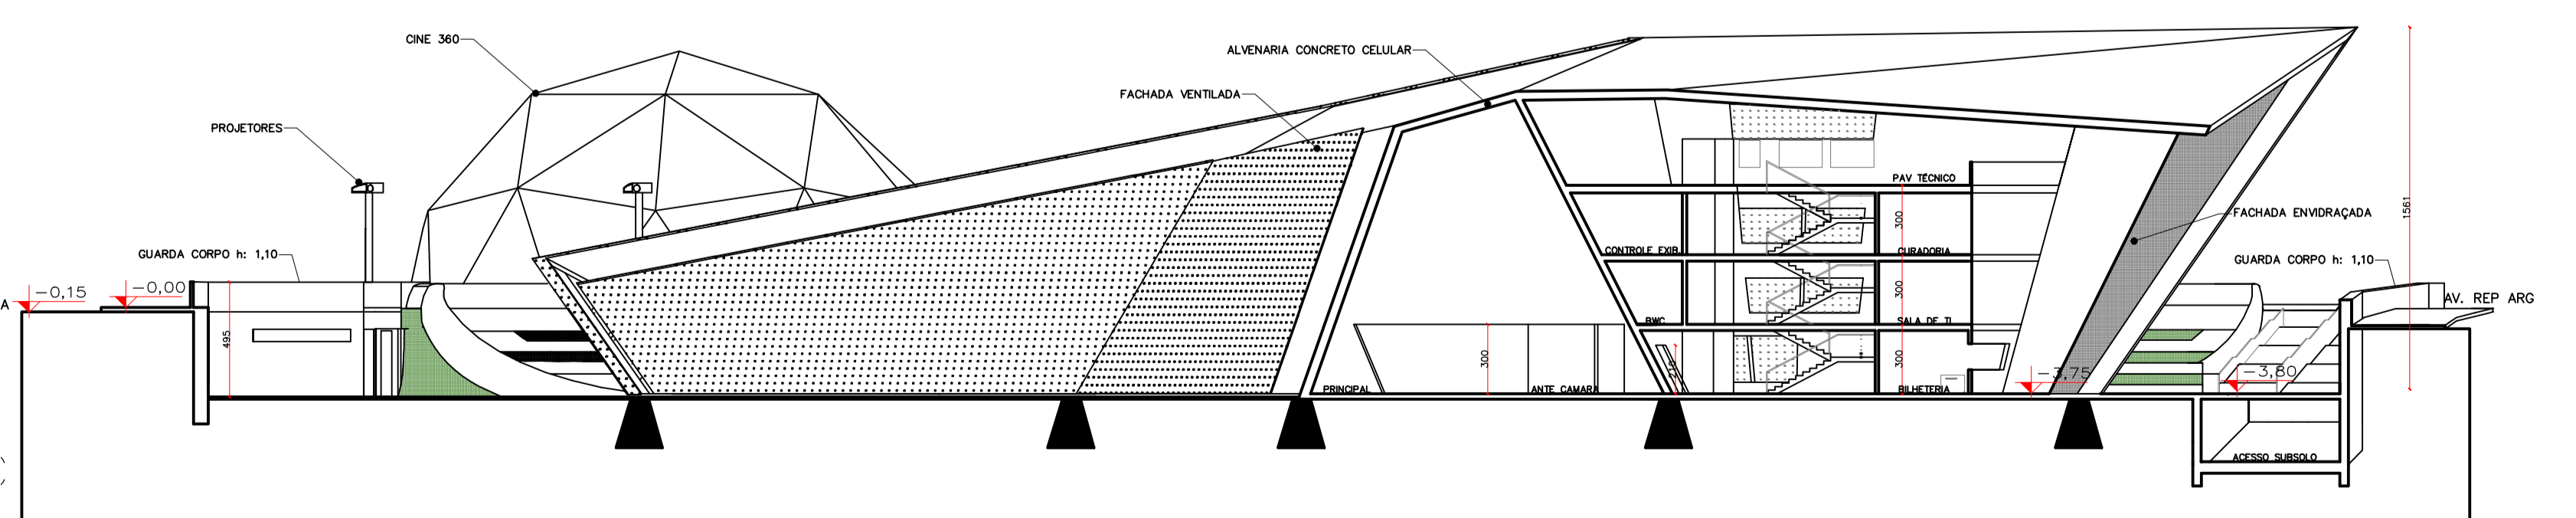 CINE 360
ALVENARIA CONCRETO CELULAR
FACHADA VENTILADA
PROJETORES
PAV TÉCNICO
1561
FACHADA ENVIDRAÇADA
300
GUARDA CORPO h: 1,10
CONTROLE EXIB.
CURADORIA
GUARDA CORPO h: 1,10
A
-0,15
-0,00
300
AV. REP ARG
BWC
SALA DE TI
495
300
210
300
-3,75
-3,80
PRINCIPAL
ANTE CAMARA
BILHETERIA
ACESSO SUBSOLO